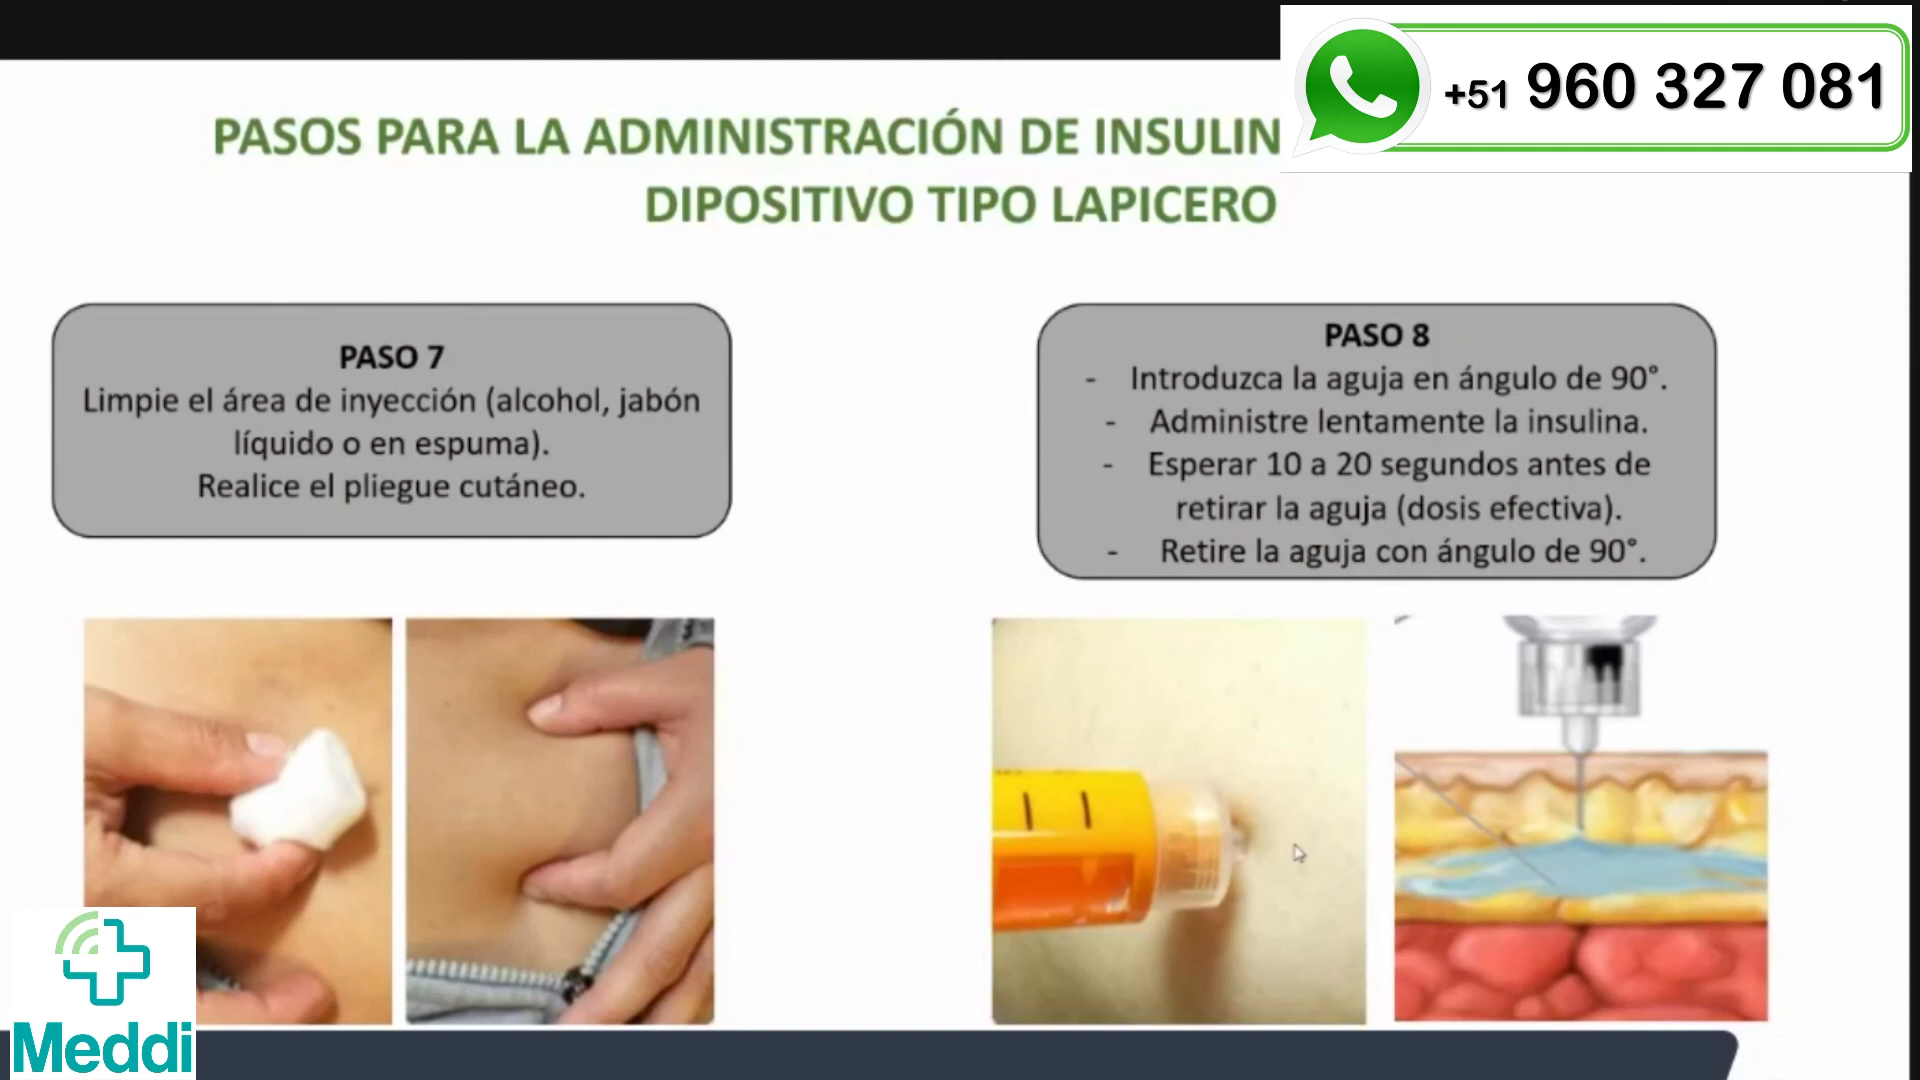 +51 960 327 081
PASOS PARA LA ADMINISTRACIÓN DE INSULIN
DIPOSITIVO TIPO LAPICERO
PASO 7
Limpie el área de inyección (alcohol, jabón
líquido o en espuma).
Realice el pliegue cutáneo.
PASO 8
- Introduzca la aguja en ángulo de 90°.
- Administre lentamente la insulina.
- Esperar 10 a 20 segundos antes de
retirar la aguja (dosis efectiva).
- Retire la aguja con ángulo de 90°.
Meddi